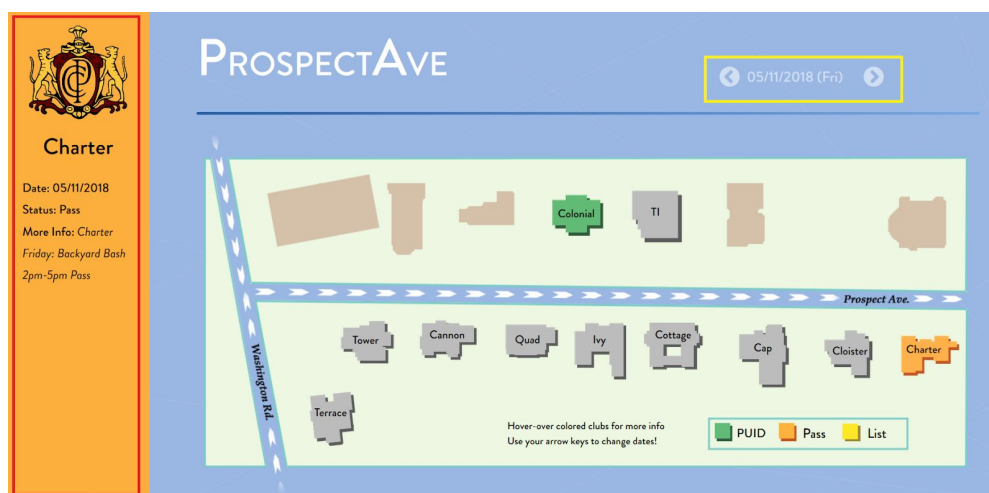 Charter
Date: 05/11/2018
Status: Pass
More Info: Charter
Friday: Backyard Bash
2pm-5pm Pass
PROSPECTAVE
05/11/2018 (Fri)
Colonial
TI
Prospect Ave.
Washington Rd.
Tower
Cannon
Quad
Ivy
Cottage
Cap
Cloister
Charter
Terrace
Hover-over colored clubs for more info
Use your arrow keys to change dates!
PUID
Pass
List